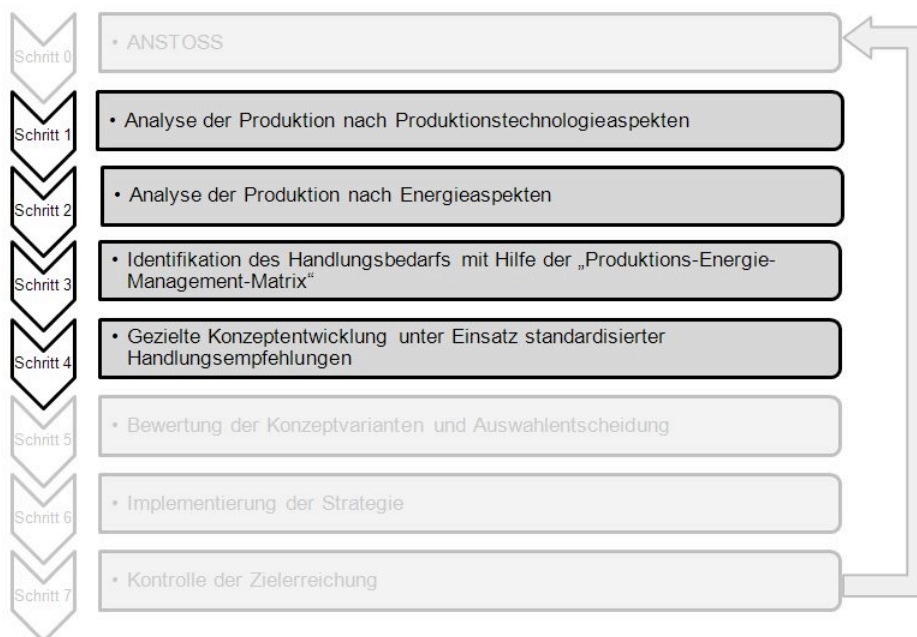 Schritt 0
• ANSTOSS
Schritt 1
• Analyse der Produktion nach Produktionstechnologieaspekten
Schritt 2
• Analyse der Produktion nach Energieaspekten
Schritt 3
• Identifikation des Handlungsbedarfs mit Hilfe der „Produktions-Energie-
Management-Matrix“
Schritt 4
• Gezielte Konzeptentwicklung unter Einsatz standardisierter
Handlungsempfehlungen
Schritt 5
• Bewertung der Konzeptvarianten und Auswahlentscheidung
Schritt 6
• Implementierung der Strategie
Schritt 7
• Kontrolle der Zielerreichung